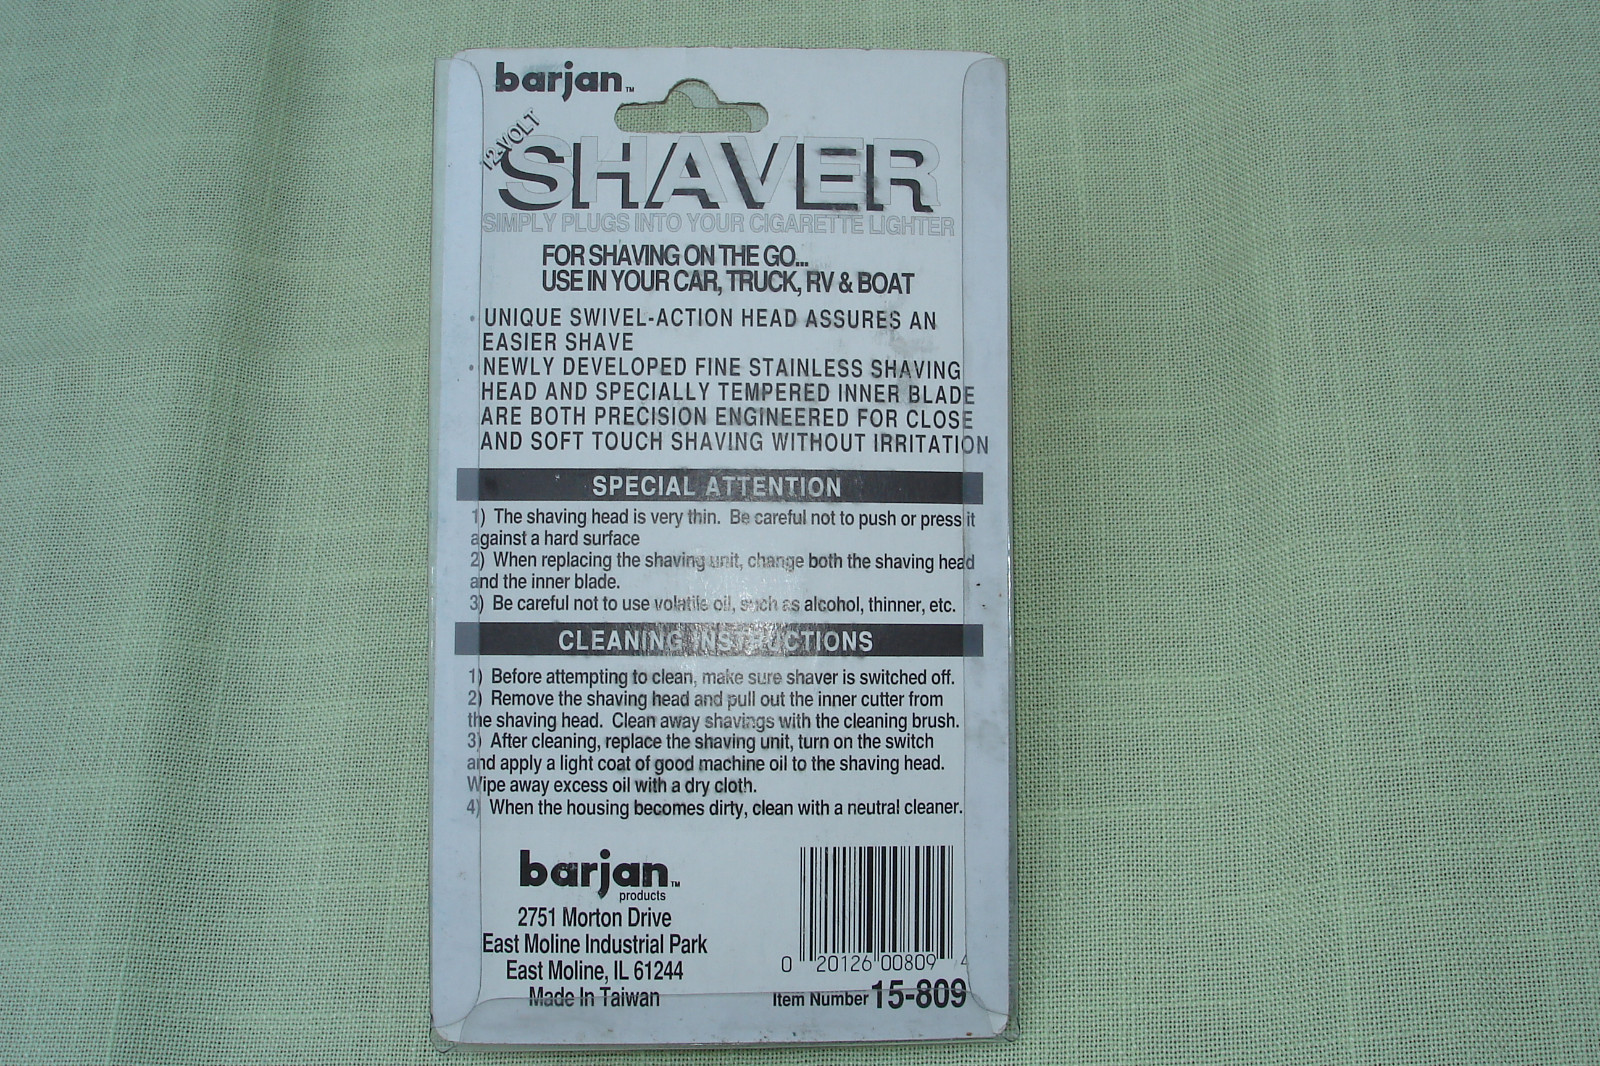 barjan™
12-VOLT
SHAVER
SIMPLY PLUGS INTO YOUR CIGARETTE LIGHTER
FOR SHAVING ON THE GO...
USE IN YOUR CAR, TRUCK, RV & BOAT
• UNIQUE SWIVEL-ACTION HEAD ASSURES AN
EASIER SHAVE
• NEWLY DEVELOPED FINE STAINLESS SHAVING
HEAD AND SPECIALLY TEMPERED INNER BLADE
ARE BOTH PRECISION ENGINEERED FOR CLOSE
AND SOFT TOUCH SHAVING WITHOUT IRRITATION
SPECIAL ATTENTION
1) The shaving head is very thin. Be careful not to push or press it
against a hard surface
2) When replacing the shaving unit, change both the shaving head
and the inner blade.
3) Be careful not to use volatile oil, such as alcohol, thinner, etc.
CLEANING INSTRUCTIONS
1) Before attempting to clean, make sure shaver is switched off.
2) Remove the shaving head and pull out the inner cutter from
the shaving head. Clean away shavings with the cleaning brush.
3) After cleaning, replace the shaving unit, turn on the switch
and apply a light coat of good machine oil to the shaving head.
Wipe away excess oil with a dry cloth.
4) When the housing becomes dirty, clean with a neutral cleaner.
barjan™
products
2751 Morton Drive
East Moline Industrial Park
East Moline, IL 61244
Made In Taiwan
0 20126 00809 4
Item Number 15-809